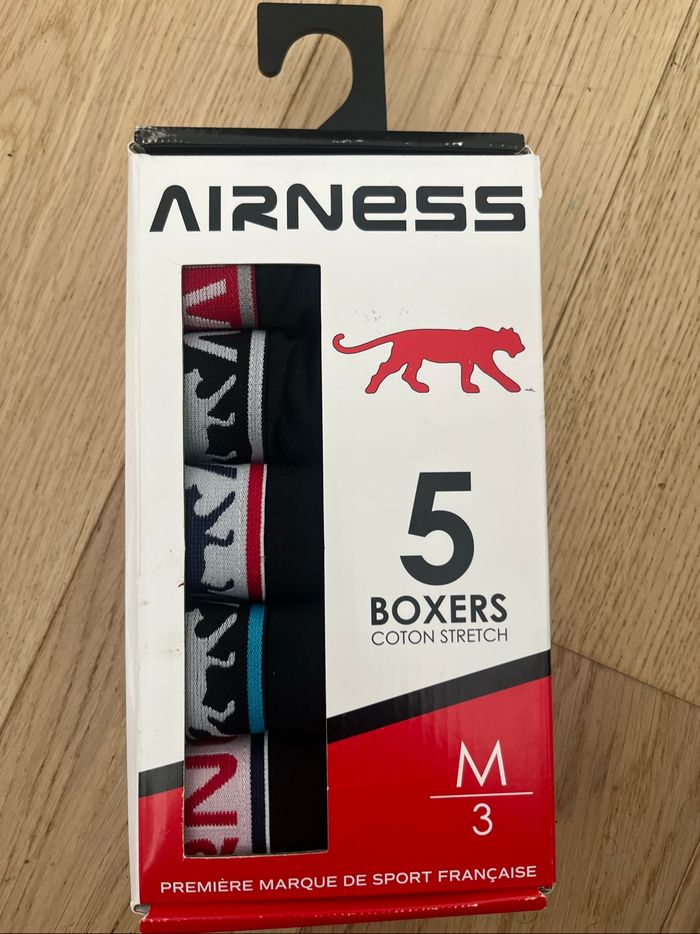 AIRNESS
5
BOXERS
COTON STRETCH
M
3
PREMIÈRE MARQUE DE SPORT FRANÇAISE